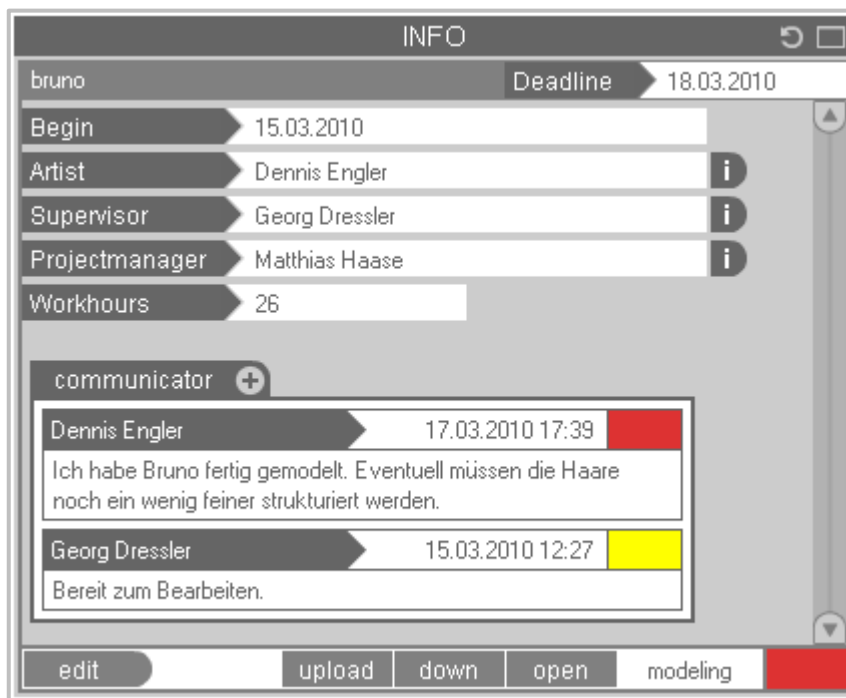 INFO
bruno Deadline 18.03.2010
Begin 15.03.2010
Artist Dennis Engler i
Supervisor Georg Dressler i
Projectmanager Matthias Haase i
Workhours 26
communicator +
Dennis Engler 17.03.2010 17:39
Ich habe Bruno fertig gemodelt. Eventuell müssen die Haare
noch ein wenig feiner strukturiert werden.
Georg Dressler 15.03.2010 12:27
Bereit zum Bearbeiten.
edit upload down open modeling